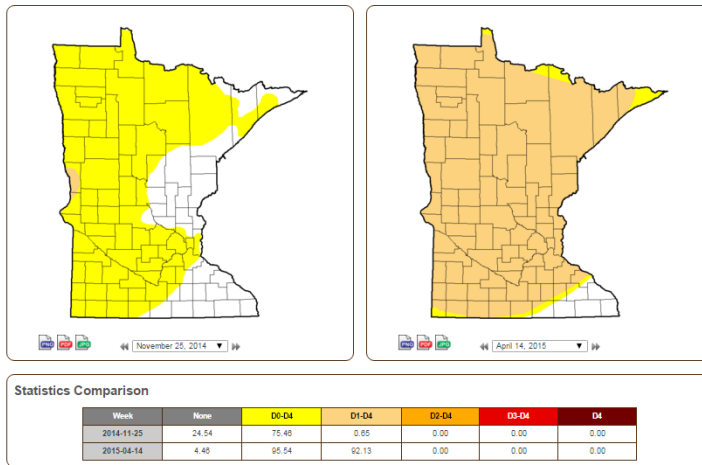 PNG PDF JPG November 25, 2014
PNG PDF JPG April 14, 2015
Statistics Comparison
Week None D0-D4 D1-D4 D2-D4 D3-D4 D4
2014-11-25 24.54 75.46 0.65 0.00 0.00 0.00
2015-04-14 4.46 95.54 92.13 0.00 0.00 0.00